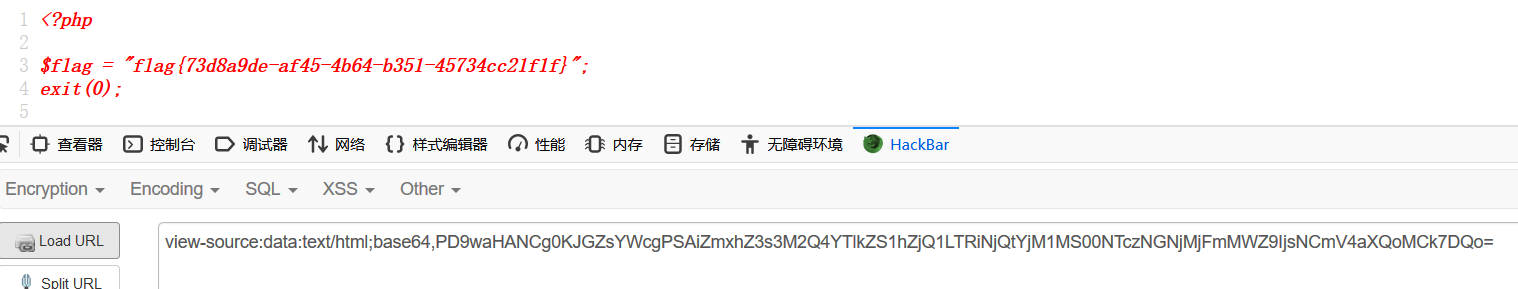 1 <?php
2
3 $flag = "flag{73d8a9de-af45-4b64-b351-45734cc21f1f}";
4 exit(0);
5
查看器 控制台 调试器 网络 样式编辑器 性能 内存 存储 无障碍环境 HackBar
Encryption Encoding SQL XSS Other
Load URL view-source:data:text/html;base64,PD9waHANCg0KJGZsYWcgPSAiZmxhZ3s3M2Q4YTlkZS1hZjQ1LTRiNjQtYjM1MS00NTczNGNjMjFmMWZ9IjsNCmV4aXQoMCk7DQo=
Split URL